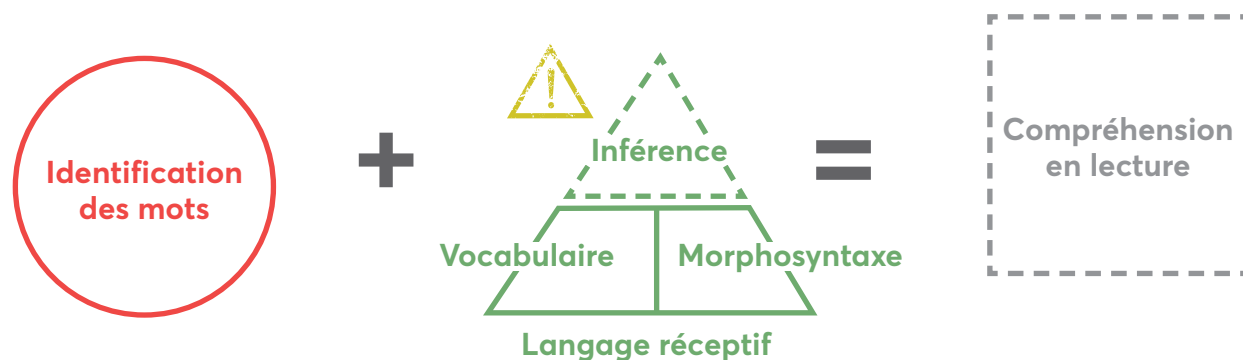 Identification
des mots
+
!
Inférence
Vocabulaire
Morphosyntaxe
Langage réceptif
=
Compréhension
en lecture